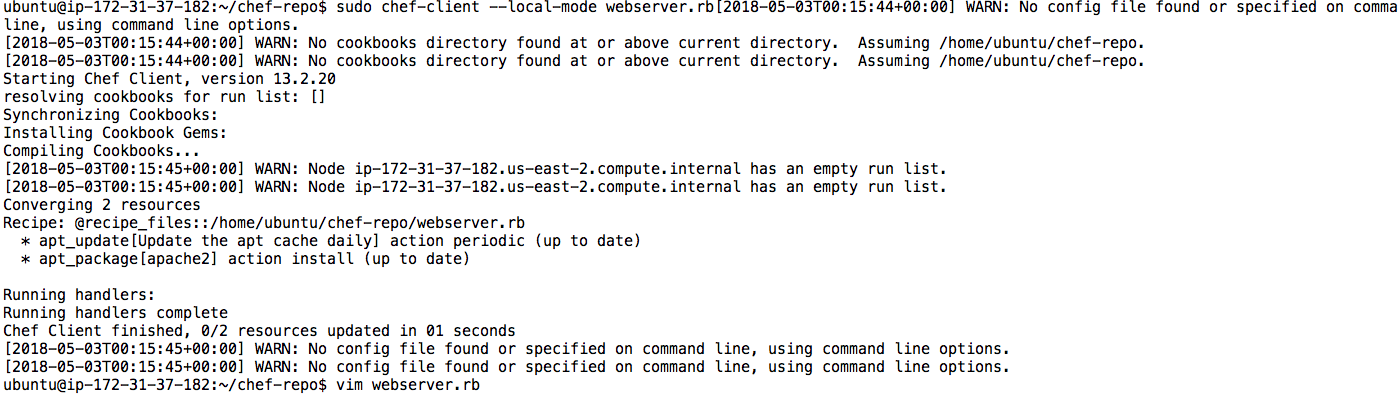 ubuntu@ip-172-31-37-182:~/chef-repo$ sudo chef-client --local-mode webserver.rb[2018-05-03T00:15:44+00:00] WARN: No config file found or specified on comma
line, using command line options.
[2018-05-03T00:15:44+00:00] WARN: No cookbooks directory found at or above current directory.  Assuming /home/ubuntu/chef-repo.
[2018-05-03T00:15:44+00:00] WARN: No cookbooks directory found at or above current directory.  Assuming /home/ubuntu/chef-repo.
Starting Chef Client, version 13.2.20
resolving cookbooks for run list: []
Synchronizing Cookbooks:
Installing Cookbook Gems:
Compiling Cookbooks...
[2018-05-03T00:15:45+00:00] WARN: Node ip-172-31-37-182.us-east-2.compute.internal has an empty run list.
[2018-05-03T00:15:45+00:00] WARN: Node ip-172-31-37-182.us-east-2.compute.internal has an empty run list.
Converging 2 resources
Recipe: @recipe_files::/home/ubuntu/chef-repo/webserver.rb
  * apt_update[Update the apt cache daily] action periodic (up to date)
  * apt_package[apache2] action install (up to date)
Running handlers:
Running handlers complete
Chef Client finished, 0/2 resources updated in 01 seconds
[2018-05-03T00:15:45+00:00] WARN: No config file found or specified on command line, using command line options.
[2018-05-03T00:15:45+00:00] WARN: No config file found or specified on command line, using command line options.
ubuntu@ip-172-31-37-182:~/chef-repo$ vim webserver.rb